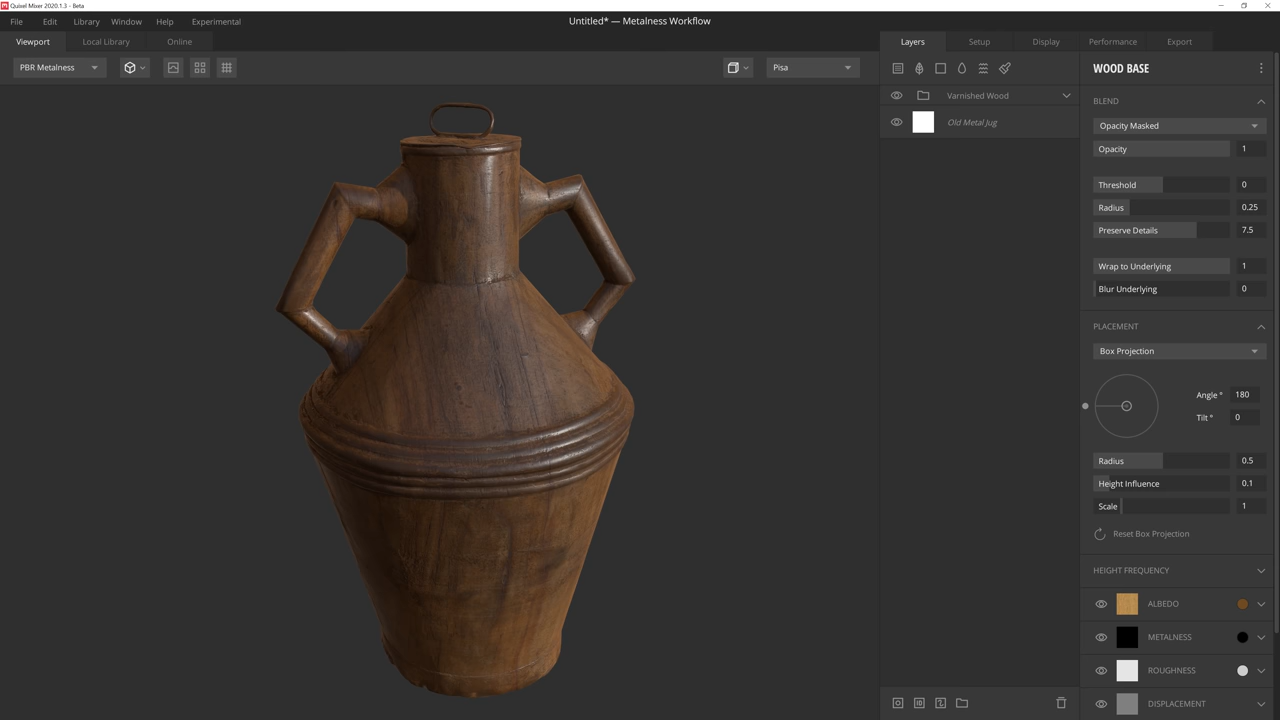 Quixel Mixer 2020.1.3 - Beta
File Edit Library Window Help Experimental
Untitled* — Metalness Workflow
Viewport Local Library Online
Layers Setup Display Performance Export
PBR Metalness
Pisa
WOOD BASE
Varnished Wood
Old Metal Jug
BLEND
Opacity Masked
Opacity 1
Threshold 0
Radius 0.25
Preserve Details 7.5
Wrap to Underlying 1
Blur Underlying 0
PLACEMENT
Box Projection
Angle ° 180
Tilt ° 0
Radius 0.5
Height Influence 0.1
Scale 1
Reset Box Projection
HEIGHT FREQUENCY
ALBEDO
METALNESS
ROUGHNESS
DISPLACEMENT